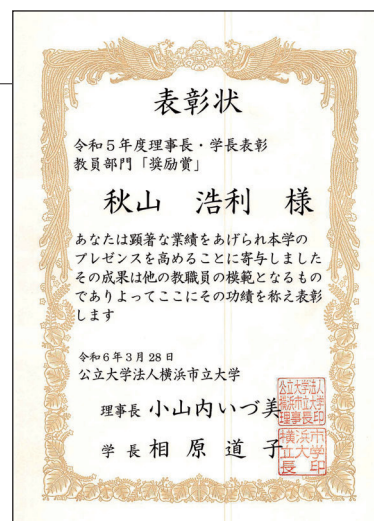 表彰状
令和5年度理事長・学長表彰
教員部門「奨励賞」
秋山 浩利 様
あなたは顕著な業績をあげられ本学の
プレゼンスを高めることに寄与しました
その成果は他の教職員の模範となるもの
でありよってここにその功績を称え表彰
します
令和6年3月28日
公立大学法人横浜市立大学
理事長 小山内いづ美
公立大学法人
横浜市立大学
理事長印
学長 相原道子
横浜市
立大学
長印